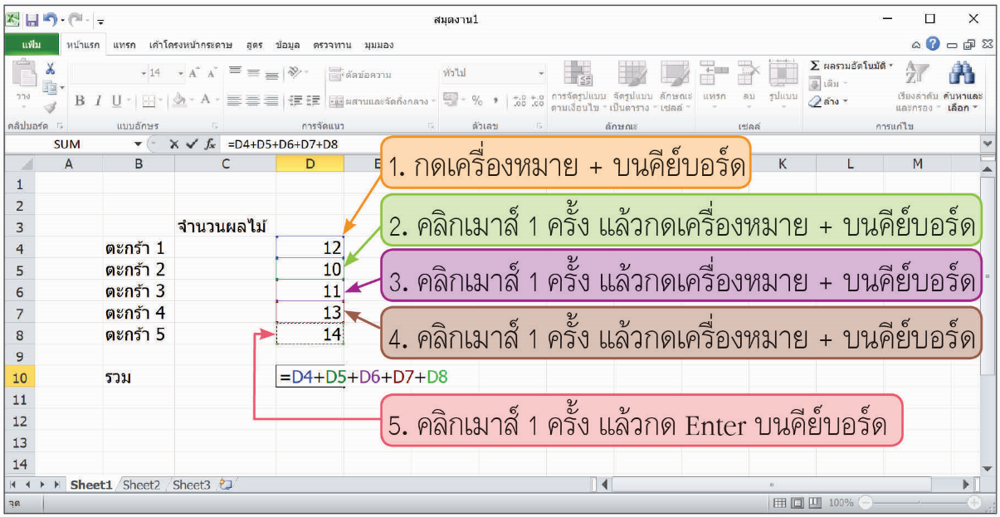 สมุดงาน1
แฟ้ม หน้าแรก แทรก เค้าโครงหน้ากระดาษ สูตร ข้อมูล ตรวจทาน มุมมอง
14 ตัดข้อความ ทั่วไป Σ ผลรวมอัตโนมัติ
วาง B I U A ผสานและจัดกึ่งกลาง % , .00 การจัดรูปแบบ จัดรูปแบบ ลักษณะ แทรก ลบ รูปแบบ เติม เรียงลำดับ ค้นหาและ
ตามเงื่อนไข เป็นตาราง เซลล์ ล้าง และกรอง เลือก
คลิปบอร์ด แบบอักษร การจัดแนว ตัวเลข ลักษณะ เซลล์ การแก้ไข
SUM fx =D4+D5+D6+D7+D8
A B C D E K L M
1. กดเครื่องหมาย + บนคีย์บอร์ด
1
2
2. คลิกเมาส์ 1 ครั้ง แล้วกดเครื่องหมาย + บนคีย์บอร์ด
3 จำนวนผลไม้
4 ตะกร้า 1 12
5 ตะกร้า 2 10
3. คลิกเมาส์ 1 ครั้ง แล้วกดเครื่องหมาย + บนคีย์บอร์ด
6 ตะกร้า 3 11
7 ตะกร้า 4 13
4. คลิกเมาส์ 1 ครั้ง แล้วกดเครื่องหมาย + บนคีย์บอร์ด
8 ตะกร้า 5 14
9
10 รวม =D4+D5+D6+D7+D8
11
12
5. คลิกเมาส์ 1 ครั้ง แล้วกด Enter บนคีย์บอร์ด
13
14
Sheet1 Sheet2 Sheet3
จุด 100%